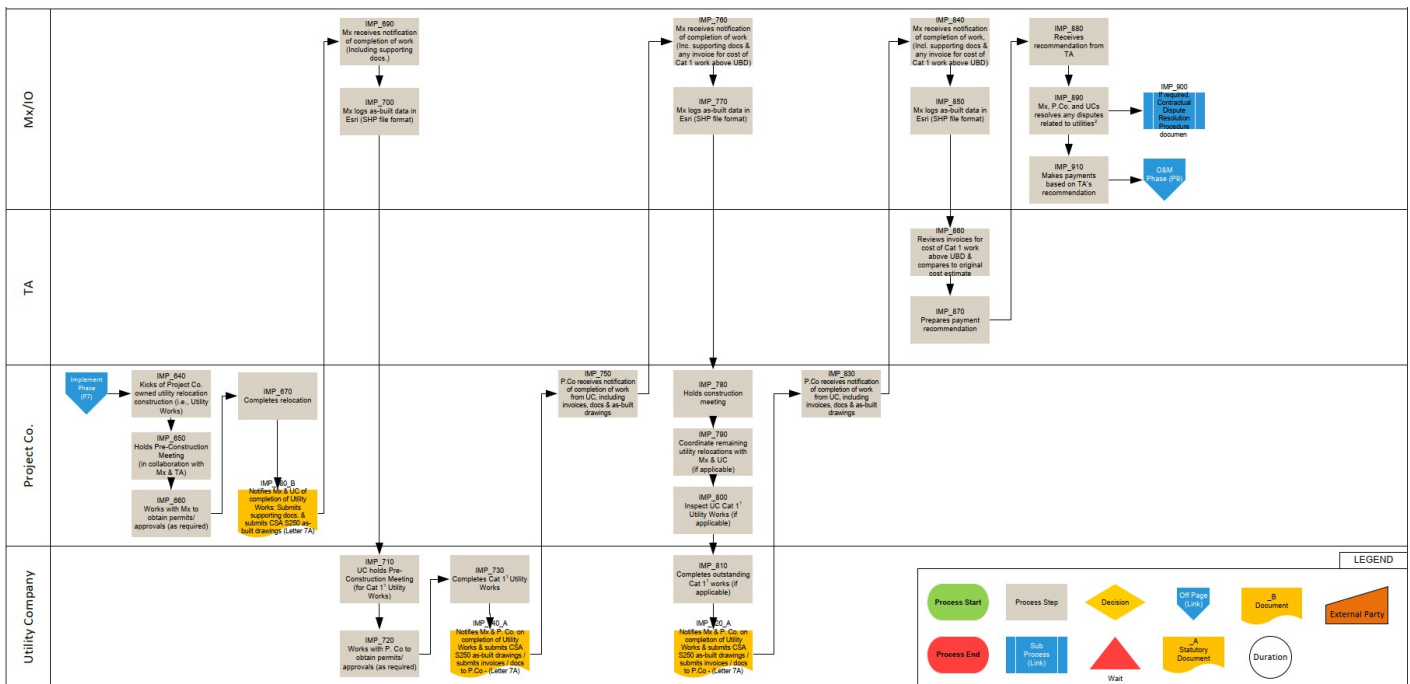 Mx/IO
IMP_690
Mx receives notification
of completion of work
(Including supporting
docs.)
IMP_700
Mx logs as-built data in
Esri (SHP file format)
IMP_760
Mx receives notification
of completion of work
(Inc. supporting docs &
any invoice for cost of
Cat 1 work above UBD)
IMP_770
Mx logs as-built data in
Esri (SHP file format)
IMP_840
Mx receives notification
of completion of work,
(Incl. supporting docs &
any invoice for cost of
Cat 1 work above UBD)
IMP_850
Mx logs as-built data in
Esri (SHP file format)
IMP_880
Receives
recommendation from
TA
IMP_890
Mx, P.Co. and UCs
resolves any disputes
related to utilities²
IMP_900
If required,
Contractual
Dispute
Resolution
Procedure
documen
IMP_910
Makes payments
based on TA's
recommendation
O&M
Phase (P9)
TA
IMP_860
Reviews invoices for
cost of Cat 1 work
above UBD &
compares to original
cost estimate
IMP_870
Prepares payment
recommendation
Project Co.
Implement
Phase
(P7)
IMP_640
Kicks of Project Co.
owned utility relocation
construction (i.e., Utility
Works)
IMP_650
Holds Pre-Construction
Meeting
(in collaboration with
Mx & TA)
IMP_660
Works with Mx to
obtain permits/
approvals (as required)
IMP_670
Completes relocation
Notifies Mx & UC of
completion of Utility
Works: Submits
supporting docs. &
submits CSA S250 as-
built drawings (Letter 7A)
IMP_750
P.Co receives notification
of completion of work
from UC, including
invoices, docs & as-built
drawings
IMP_780
Holds construction
meeting
IMP_790
Coordinate remaining
utility relocations with
Mx & UC
(if applicable)
IMP_800
Inspect UC Cat 1¹
Utility Works (if
applicable)
IMP_830
P.Co receives notification
of completion of work
from UC, including
invoices, docs & as-built
drawings
Utility Company
IMP_710
UC holds Pre-
Construction Meeting
(for Cat 1¹ Utility
Works)
IMP_720
Works with P. Co to
obtain permits/
approvals (as required)
IMP_730
Completes Cat 1¹ Utility
Works
Notifies Mx & P. Co. on
completion of Utility
Works & submits CSA
S250 as-built drawings /
submits invoices / docs
to P.Co - (Letter 7A)
IMP_810
Completes outstanding
Cat 1¹ works (if
applicable)
Notifies Mx & P. Co. on
completion of Utility
Works & submits CSA
S250 as-built drawings /
submits invoices / docs
to P.Co - (Letter 7A)
LEGEND
Process Start
Process Step
Decision
Off Page
(Link)
_B
Document
External Party
Process End
Sub
Process
(Link)
Wait
_A
Statutory
Document
Duration